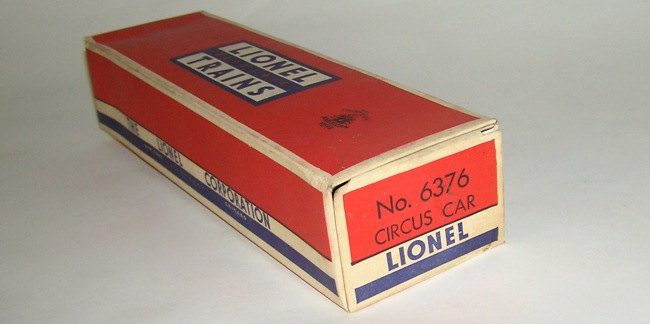 LIONEL
TRAINS
THE LIONEL CORPORATION
No. 6376
CIRCUS CAR
LIONEL